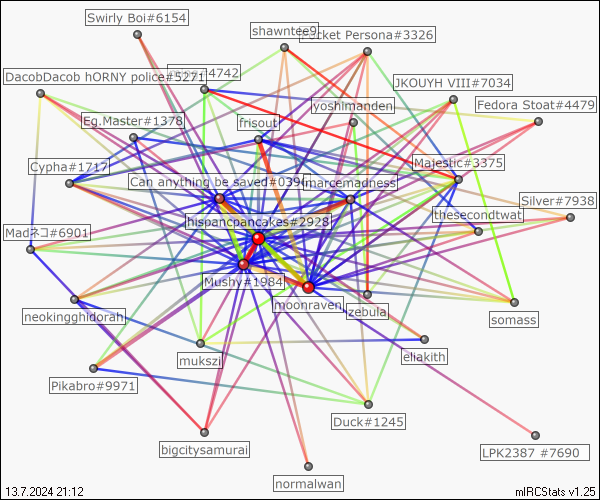 Swirly Boi#6154
shawntee9
Pocket Persona#3326
DacobDacob hORNY police#5271
4742
JKOUYH VIII#7034
yoshimanden
Fedora Stoat#4479
Eg.Master#1378
frisout
Cypha#1717
Majestic#3375
Can anything be saved#039
marcemadness
Silver#7938
hispancpancakes#2928
thesecondtwat
Madネコ#6901
Mushy#1984
moonraven
zebula
neokingghidorah
somass
mukszi
eliakith
Pikabro#9971
Duck#1245
bigcitysamurai
LPK2387 ᵒ#7690
normalwan
13.7.2024 21:12
mIRCStats v1.25